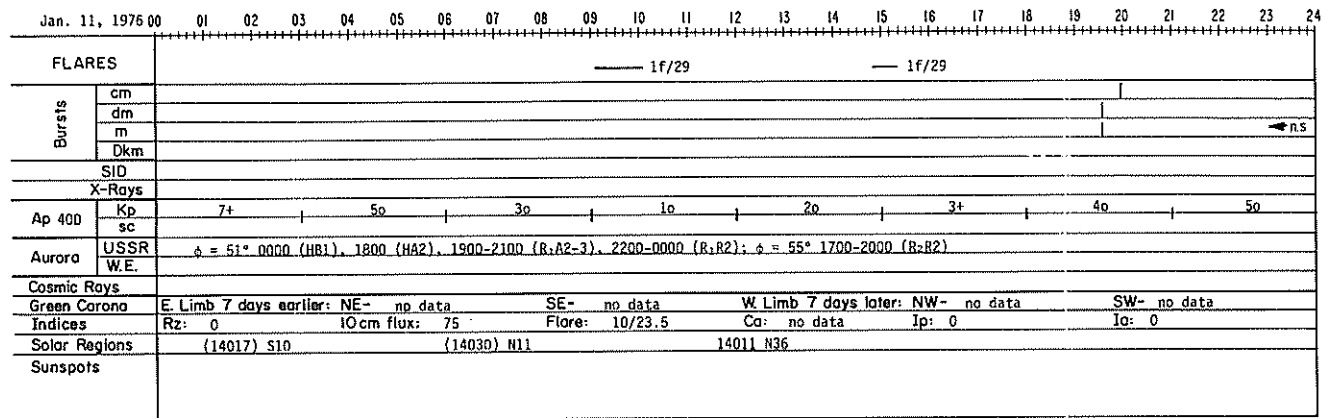 Jan. 11, 1976 00 01 02 03 04 05 06 07 08 09 10 11 12 13 14 15 16 17 18 19 20 21 22 23 24
FLARES 1f/29 1f/29
Bursts
cm
dm
m n.s
Dkm
SID
X-Rays
Ap 40D Kp 7+ 5o 3o 1o 2o 3+ 4o 5o
sc
Aurora USSR φ = 51° 0000 (HB1), 1800 (HA2), 1900-2100 (R₁A2-3), 2200-0000 (R₁R2); φ = 55° 1700-2000 (R₂R2)
W.E.
Cosmic Rays
Green Corona E. Limb 7 days earlier: NE- no data SE- no data W. Limb 7 days later: NW- no data SW- no data
Indices Rz: 0 10cm flux: 75 Flare: 10/23.5 Ca: no data Ip: 0 Ia: 0
Solar Regions (14017) S10 (14030) N11 14011 N36
Sunspots